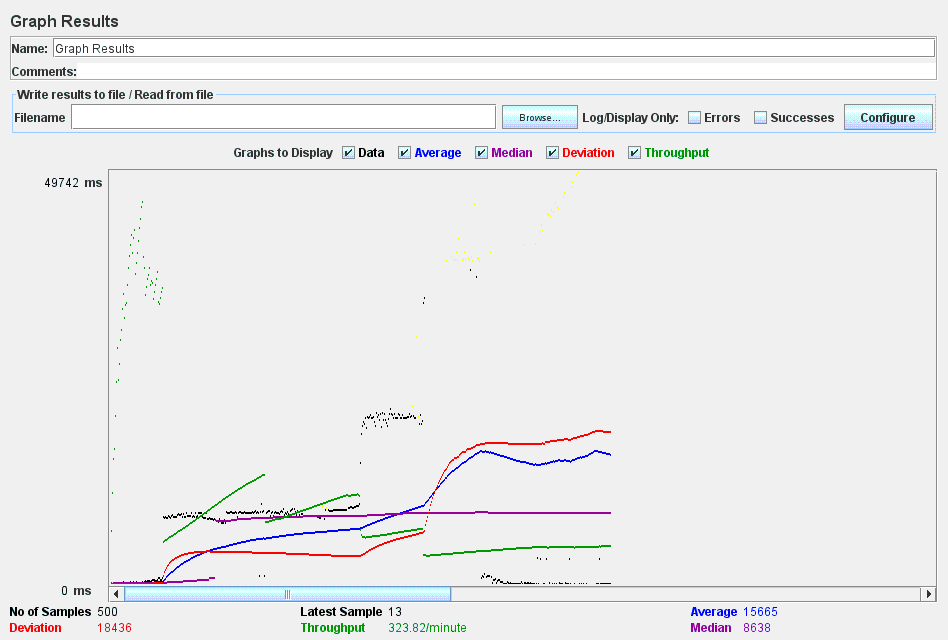 Graph Results
Name: Graph Results
Comments:
Write results to file / Read from file
Filename Browse... Log/Display Only: Errors Successes Configure
Graphs to Display Data Average Median Deviation Throughput
49742 ms
0 ms
No of Samples 500 Latest Sample 13 Average 15665
Deviation 18436 Throughput 323.82/minute Median 8638